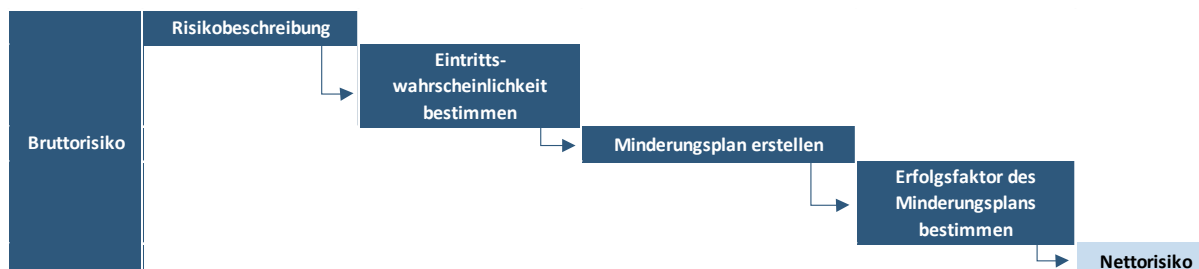 Risikobeschreibung
Eintritts-
wahrscheinlichkeit
bestimmen
Bruttorisiko
Minderungsplan erstellen
Erfolgsfaktor des
Minderungsplans
bestimmen
Nettorisiko